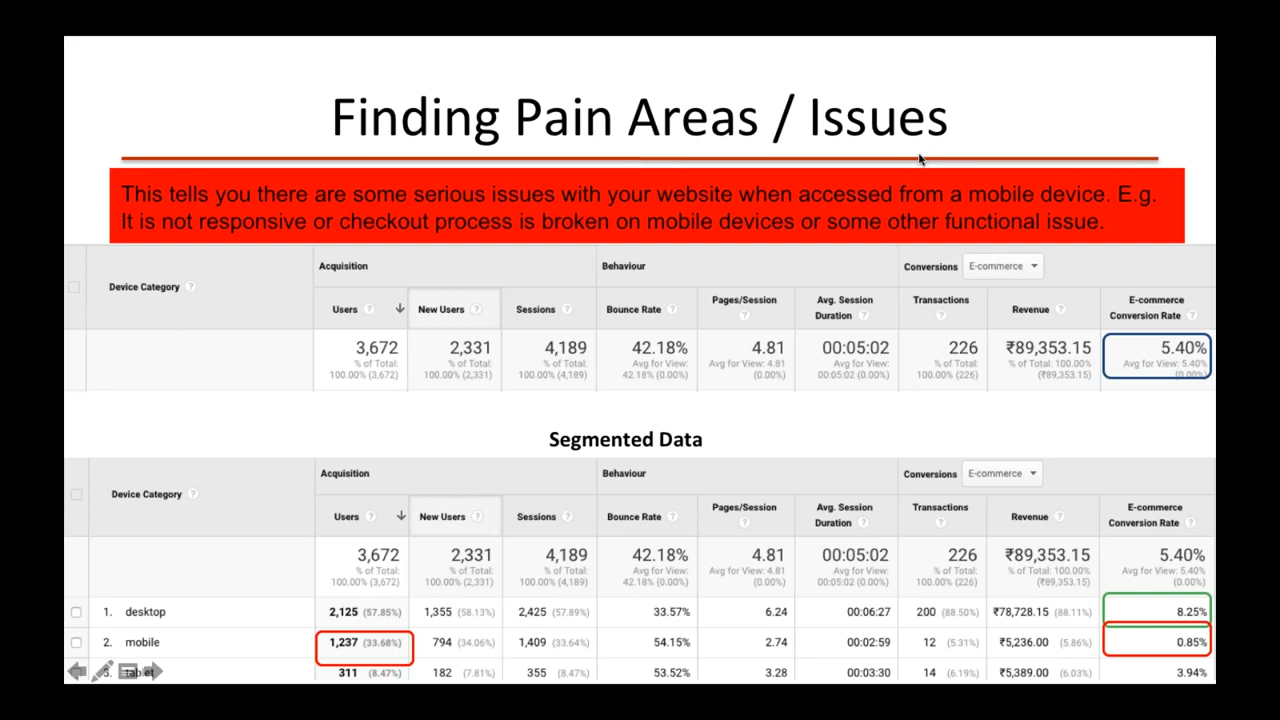 Finding Pain Areas / Issues
This tells you there are some serious issues with your website when accessed from a mobile device. E.g.
It is not responsive or checkout process is broken on mobile devices or some other functional issue.
Acquisition Behaviour Conversions E-commerce
Device Category ?
Users ? New Users ? Sessions ? Bounce Rate ? Pages/Session ? Avg. Session Duration ? Transactions ? Revenue ? E-commerce Conversion Rate ?
3,672 2,331 4,189 42.18% 4.81 00:05:02 226 ₹89,353.15 5.40%
% of Total: % of Total: % of Total: Avg for View: Avg for View: 4.81 Avg for View: % of Total: % of Total: 100.00% Avg for View: 5.40%
100.00% (3,672) 100.00% (2,331) 100.00% (4,189) 42.18% (0.00%) (0.00%) 00:05:02 (0.00%) 100.00% (226) (₹89,353.15) (0.00%)
Segmented Data
Acquisition Behaviour Conversions E-commerce
Device Category ?
Users ? New Users ? Sessions ? Bounce Rate ? Pages/Session ? Avg. Session Duration ? Transactions ? Revenue ? E-commerce Conversion Rate ?
3,672 2,331 4,189 42.18% 4.81 00:05:02 226 ₹89,353.15 5.40%
% of Total: % of Total: % of Total: Avg for View: Avg for View: 4.81 Avg for View: % of Total: % of Total: 100.00% Avg for View: 5.40%
100.00% (3,672) 100.00% (2,331) 100.00% (4,189) 42.18% (0.00%) (0.00%) 00:05:02 (0.00%) 100.00% (226) (₹89,353.15) (0.00%)
1. desktop 2,125 (57.85%) 1,355 (58.13%) 2,425 (57.89%) 33.57% 6.24 00:06:27 200 (88.50%) ₹78,728.15 (88.11%) 8.25%
2. mobile 1,237 (33.68%) 794 (34.06%) 1,409 (33.64%) 54.15% 2.74 00:02:59 12 (5.31%) ₹5,236.00 (5.86%) 0.85%
3. tablet 311 (8.47%) 182 (7.81%) 355 (8.47%) 53.52% 3.28 00:03:30 14 (6.19%) ₹5,389.00 (6.03%) 3.94%